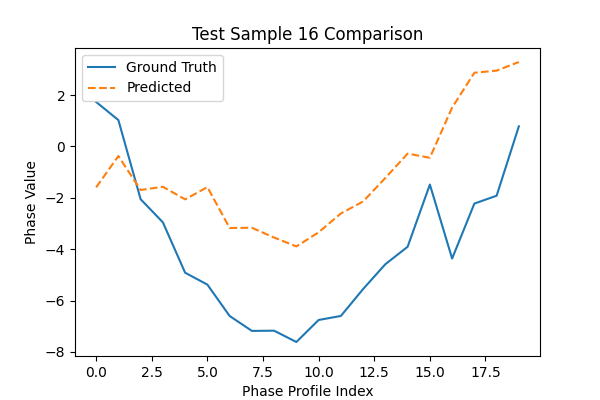 Test Sample 16 Comparison
Ground Truth
Predicted
Phase Value
2
0
−2
−4
−6
−8
0.0 2.5 5.0 7.5 10.0 12.5 15.0 17.5
Phase Profile Index